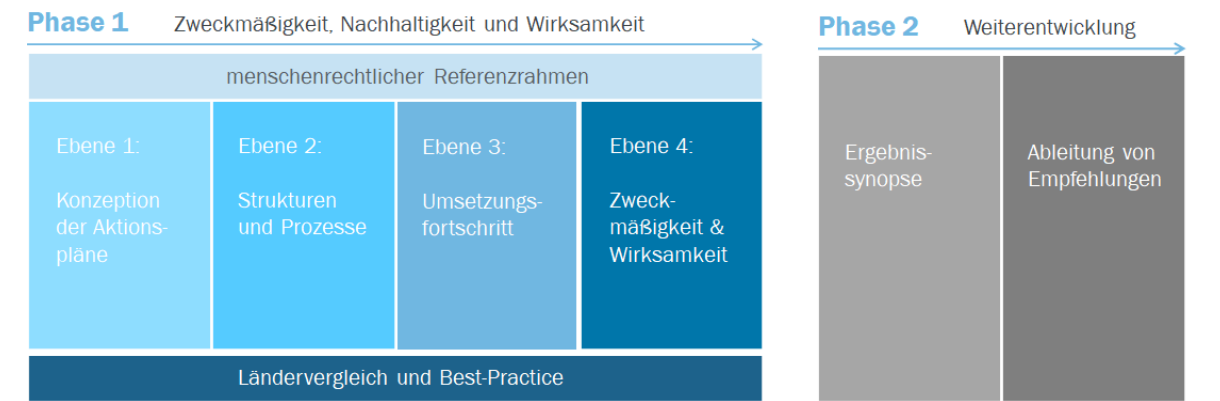 Phase 1 Zweckmäßigkeit, Nachhaltigkeit und Wirksamkeit
menschenrechtlicher Referenzrahmen
Ebene 1:
Konzeption
der Aktions-
pläne
Ebene 2:
Strukturen
und Prozesse
Ebene 3:
Umsetzungs-
fortschritt
Ebene 4:
Zweck-
mäßigkeit &
Wirksamkeit
Ländervergleich und Best-Practice
Phase 2 Weiterentwicklung
Ergebnis-
synopse
Ableitung von
Empfehlungen